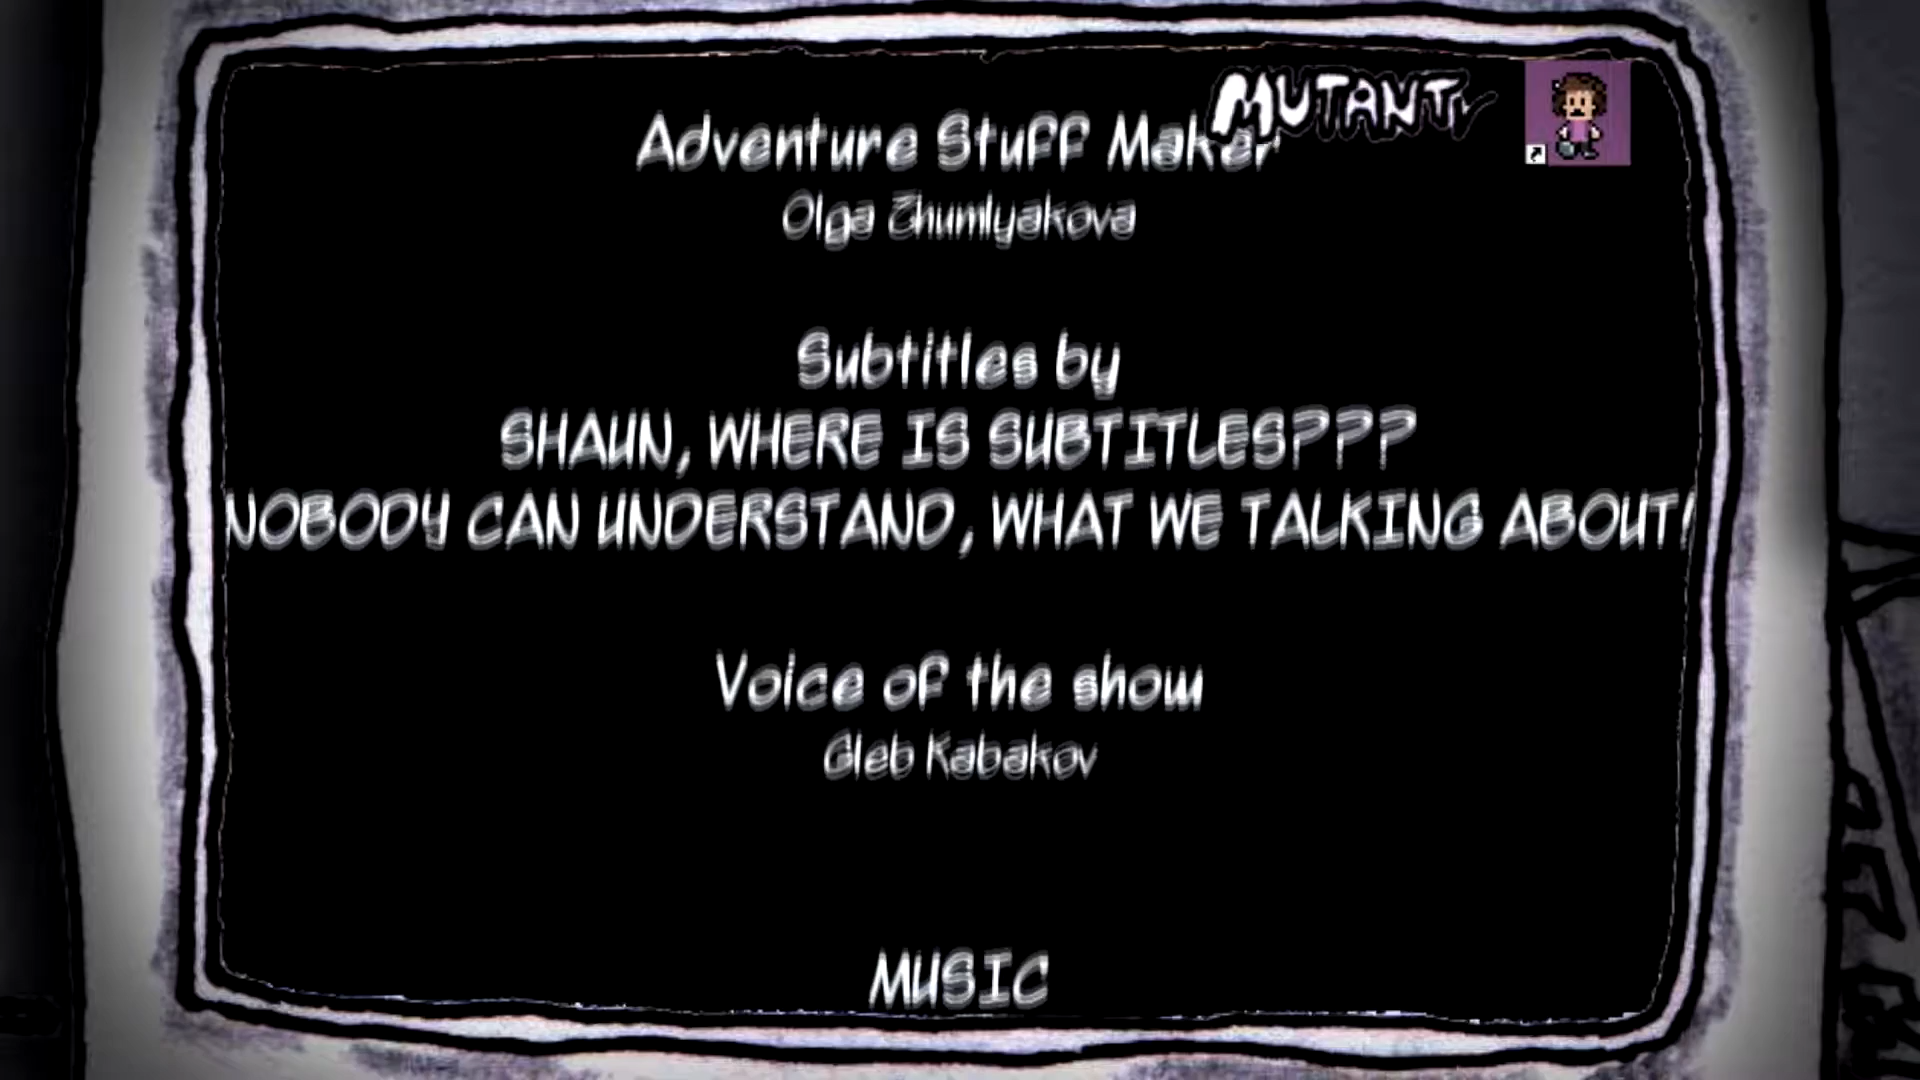 MUTANTV
Adventure Stuff Maker
Olga Zhumlyakova
Subtitles by
SHAUN, WHERE IS SUBTITLES???
NOBODY CAN UNDERSTAND, WHAT WE TALKING ABOUT!
Voice of the show
Gleb Kabakov
MUSIC